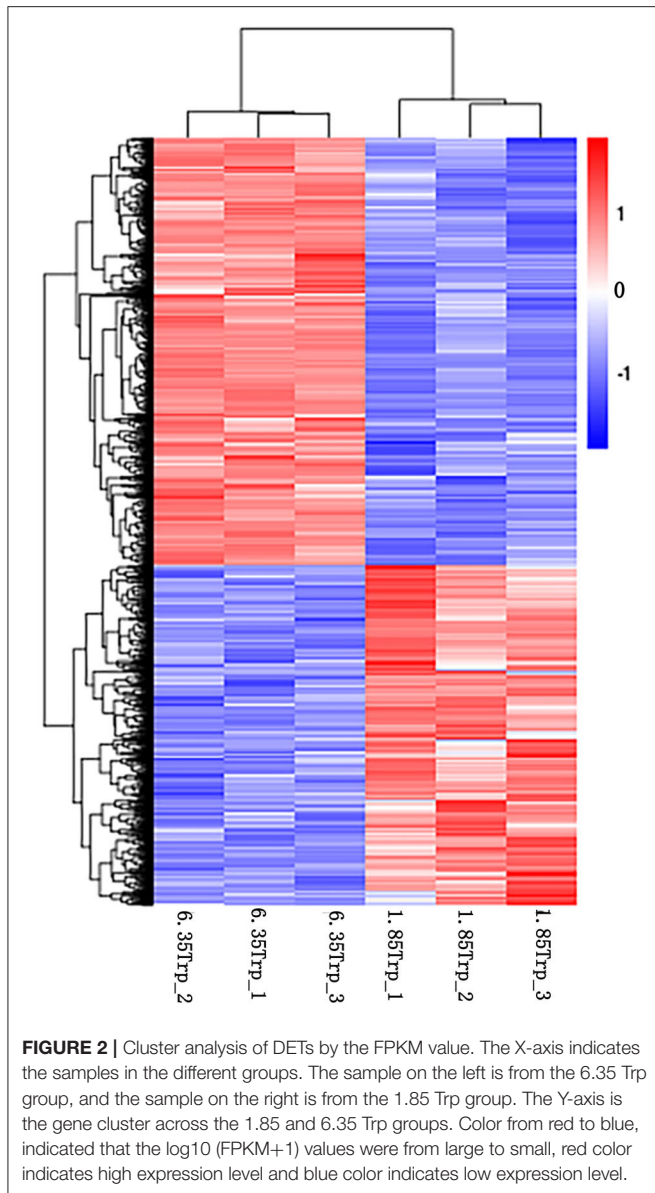 1
0
-1
6.35Trp_2
6.35Trp_1
6.35Trp_3
1.85Trp_1
1.85Trp_2
1.85Trp_3
FIGURE 2 | Cluster analysis of DETs by the FPKM value. The X-axis indicates
the samples in the different groups. The sample on the left is from the 6.35 Trp
group, and the sample on the right is from the 1.85 Trp group. The Y-axis is
the gene cluster across the 1.85 and 6.35 Trp groups. Color from red to blue,
indicated that the log10 (FPKM+1) values were from large to small, red color
indicates high expression level and blue color indicates low expression level.